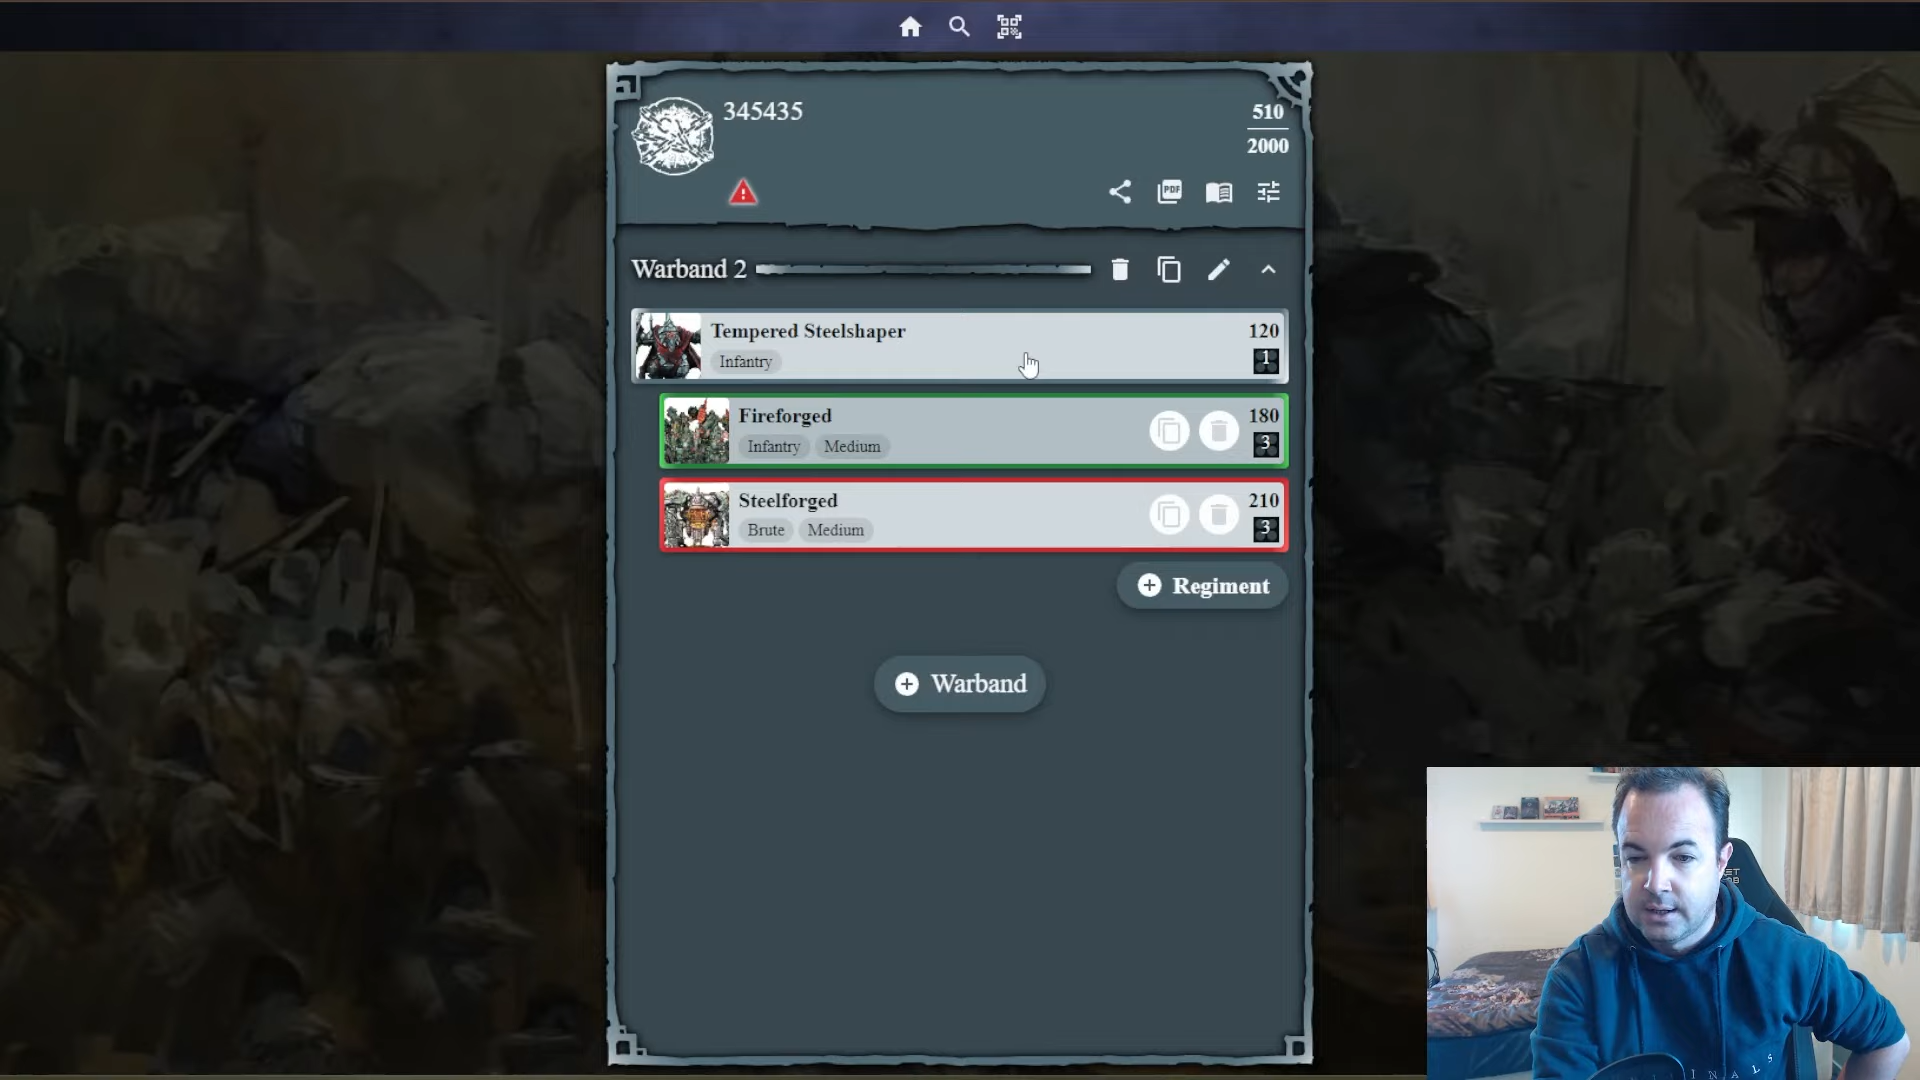 345435
510
2000
PDF
Warband 2
Tempered Steelshaper
120
Infantry
1
Fireforged
180
Infantry Medium
3
Steelforged
210
Brute Medium
3
Regiment
Warband